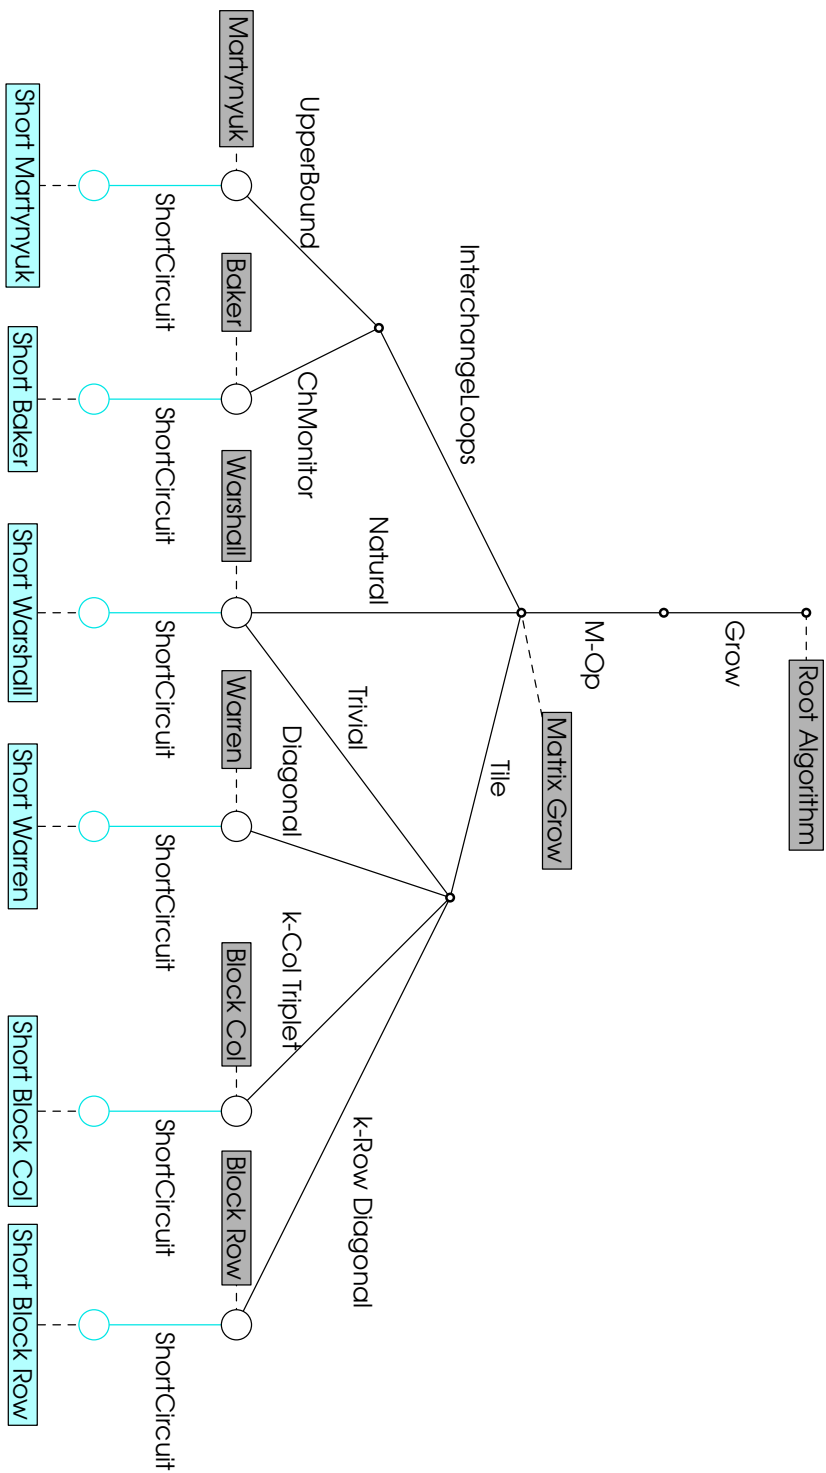 Root Algorithm
Grow
M-Op
Matrix Grow
InterchangeLoops
Natural
Tile
UpperBound
ChMonitor
Trivial
Diagonal
k-Col Triplet
k-Row Diagonal
Martynyuk
Baker
Warshall
Warren
Block Col
Block Row
ShortCircuit
ShortCircuit
ShortCircuit
ShortCircuit
ShortCircuit
ShortCircuit
Short Martynyuk
Short Baker
Short Warshall
Short Warren
Short Block Col
Short Block Row